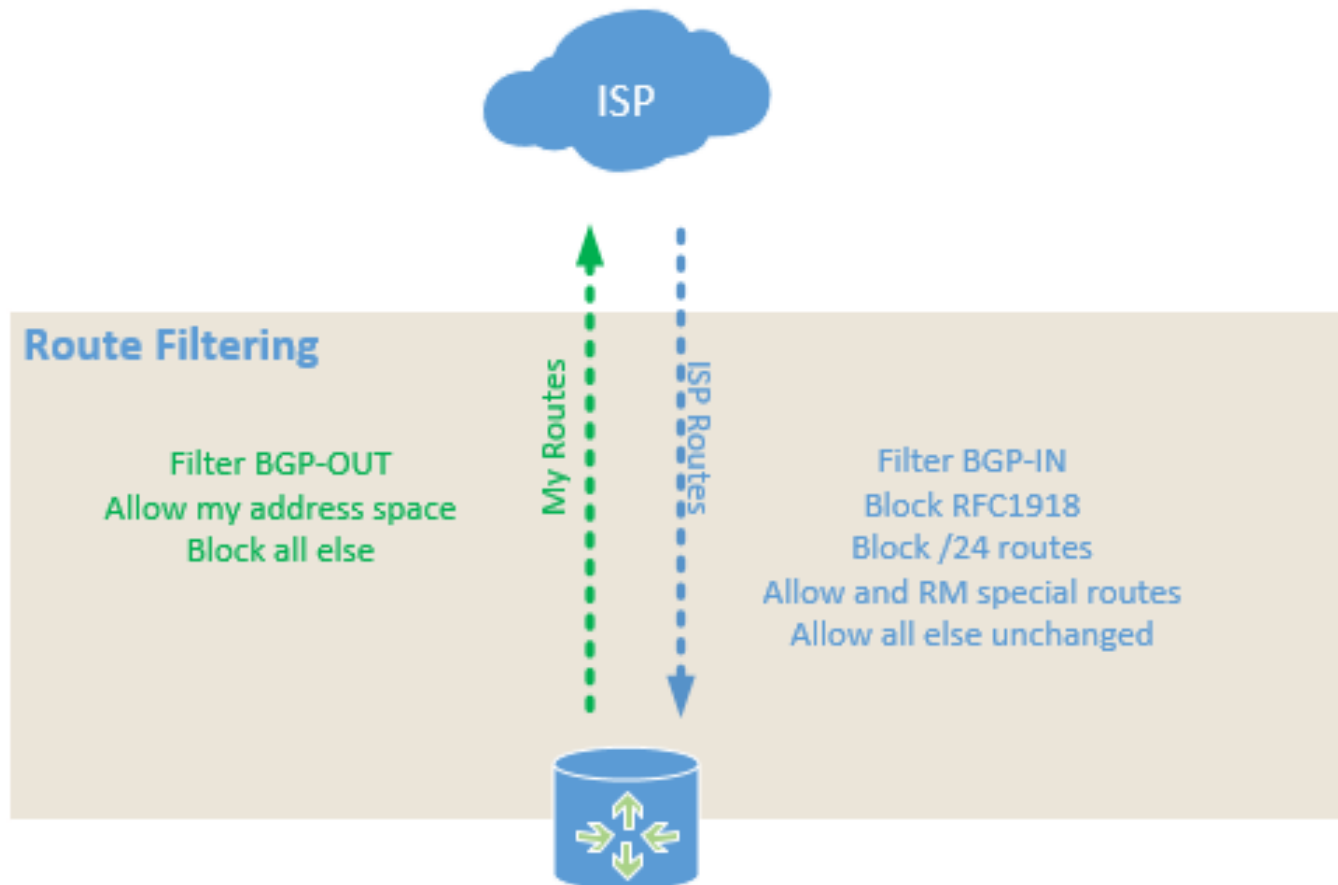 ISP
Route Filtering
My Routes
ISP Routes
Filter BGP-OUT
Allow my address space
Block all else
Filter BGP-IN
Block RFC1918
Block /24 routes
Allow and RM special routes
Allow all else unchanged